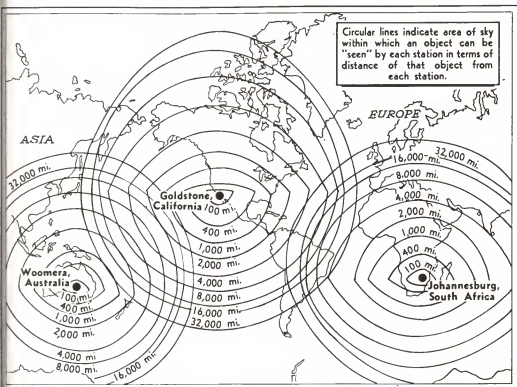 Circular lines indicate area of sky
within which an object can be
"seen" by each station in terms of
distance of that object from
each station.
EUROPE
ASIA
32,000 mi.
16,000 mi.
8,000 mi.
4,000 mi.
2,000 mi.
1,000 mi.
400 mi.
100 mi.
Johannesburg,
South Africa
Goldstone,
California
100 mi.
400 mi.
1,000 mi.
2,000 mi.
4,000 mi.
8,000 mi.
16,000 mi.
32,000 mi.
32,000 mi.
Woomera,
Australia
100 mi.
400 mi.
1,000 mi.
2,000 mi.
4,000 mi.
8,000 mi.
16,000 mi.